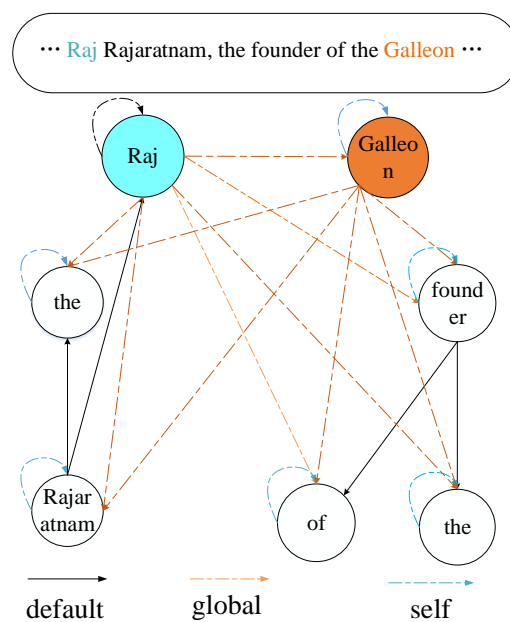 ··· Raj Rajaratnam, the founder of the Galleon ···
Raj
Galleo
n
the
found
er
Rajar
atnam
of
the
default
global
self